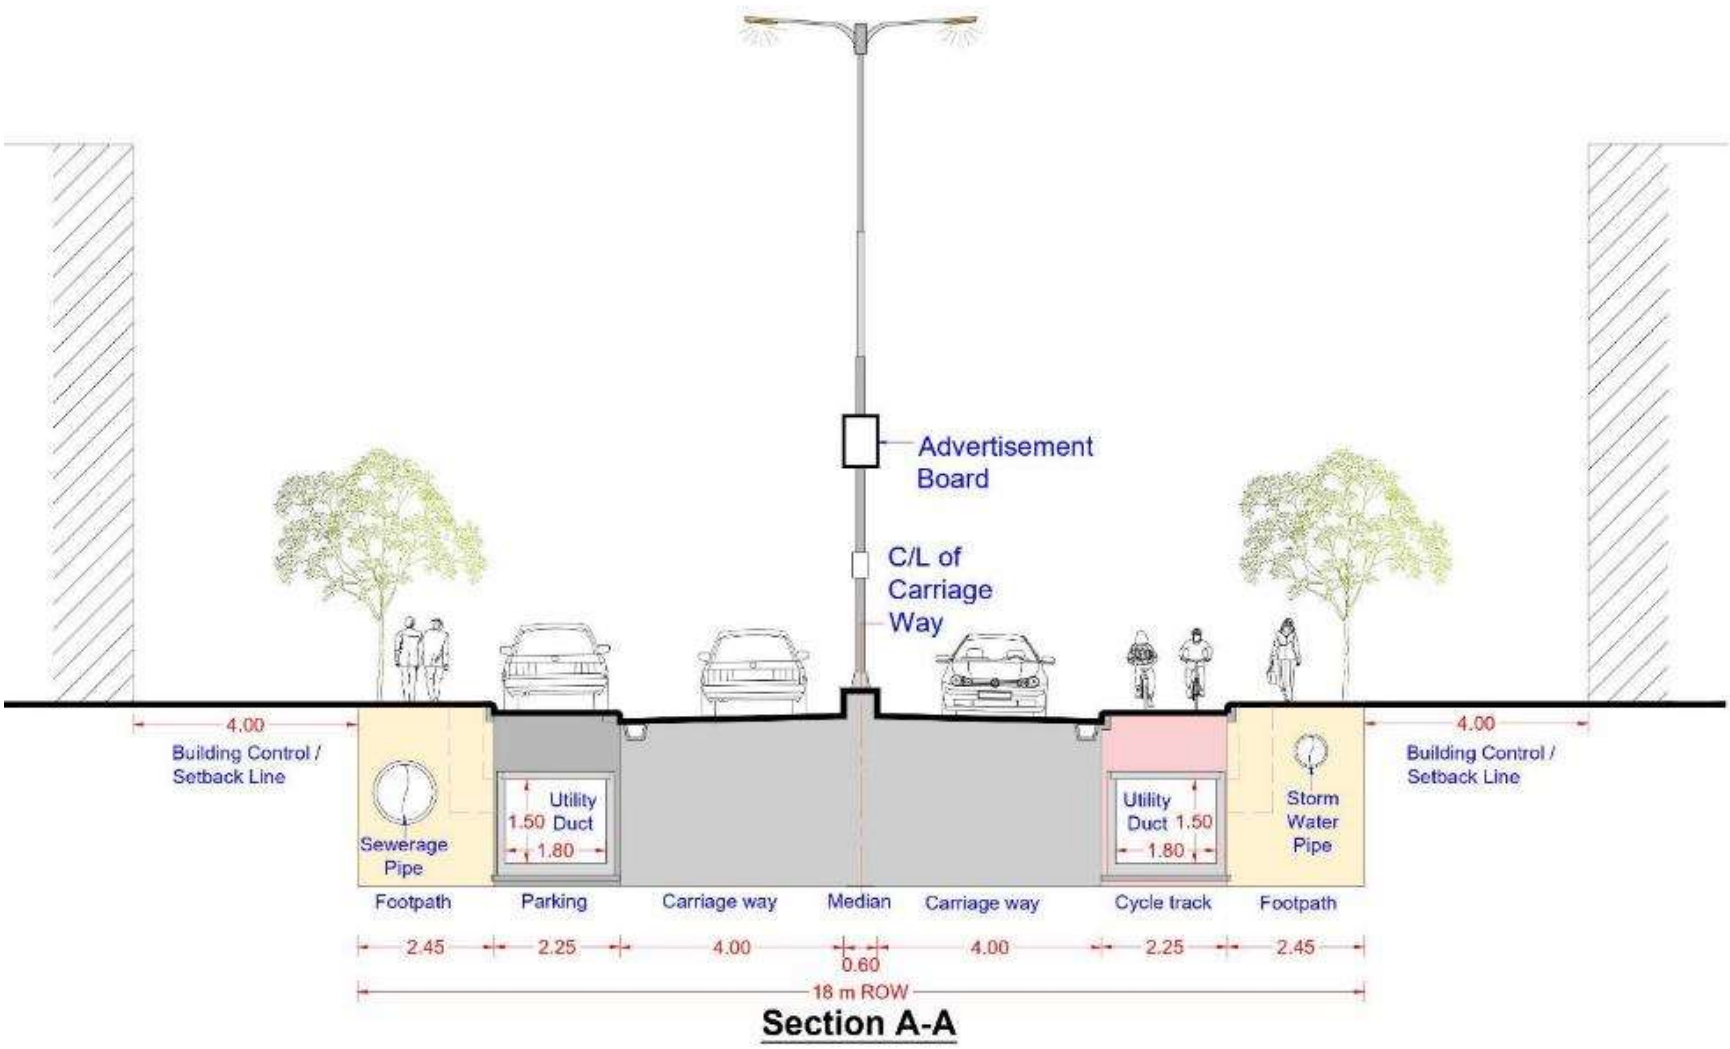 Advertisement
Board
C/L of
Carriage
Way
4.00
Building Control /
Setback Line
4.00
Building Control /
Setback Line
Sewerage
Pipe
1.50
Utility
Duct
1.80
Utility
Duct
1.50
1.80
Storm
Water
Pipe
Footpath
Parking
Carriage way
Median
Carriage way
Cycle track
Footpath
2.45
2.25
4.00
0.60
4.00
2.25
2.45
18 m ROW
Section A-A